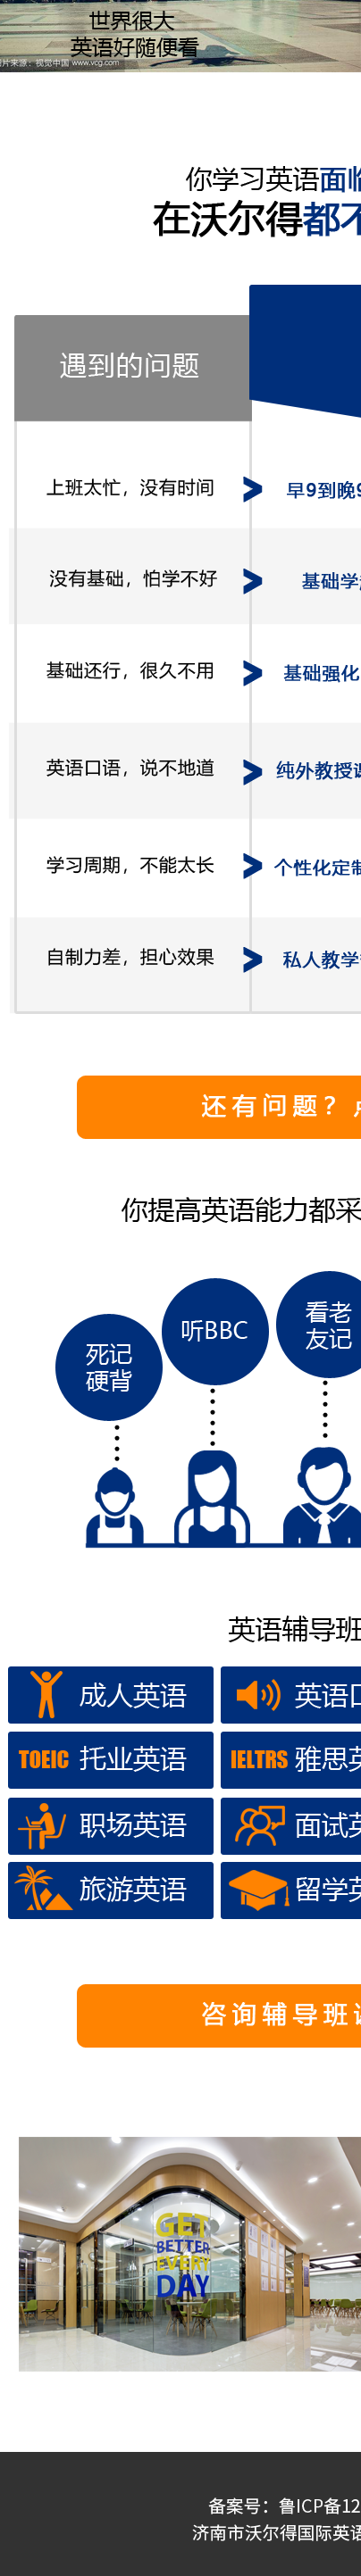 世界很大
英语好随便看
片来源：视觉中国 www.vcg.com
你学习英语面临
在沃尔得都不
遇到的问题
上班太忙，没有时间
早9到晚9
没有基础，怕学不好
基础学
基础还行，很久不用
基础强化
英语口语，说不地道
纯外教授
学习周期，不能太长
个性化定制
自制力差，担心效果
私人教学
还有问题？
你提高英语能力都采
死记
硬背
听BBC
看老
友记
英语辅导班
成人英语
英语口
TOEIC 托业英语
IELTRS 雅思英
职场英语
面试英
旅游英语
留学英
咨询辅导班
GET
BETTER
EVERY
DAY
备案号：鲁ICP备12
济南市沃尔得国际英语